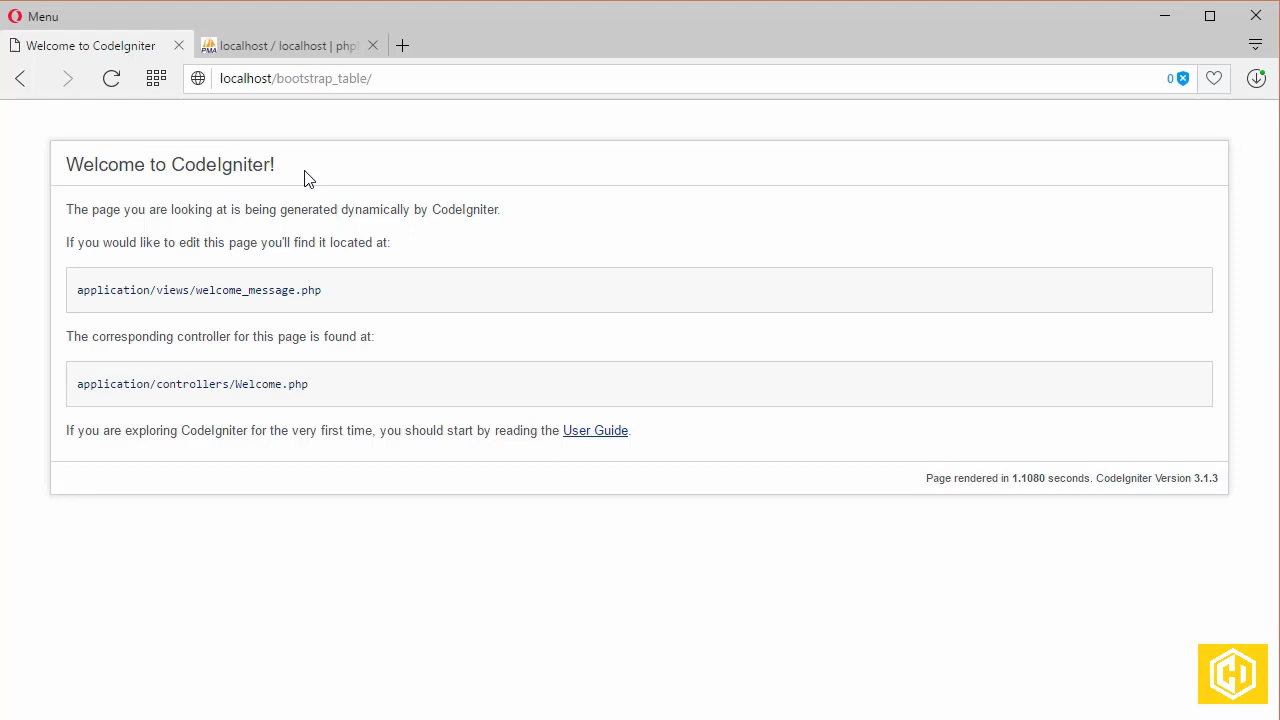 Menu
Welcome to CodeIgniter
localhost / localhost | php
localhost/bootstrap_table/
0
Welcome to CodeIgniter!
The page you are looking at is being generated dynamically by CodeIgniter.
If you would like to edit this page you'll find it located at:
application/views/welcome_message.php
The corresponding controller for this page is found at:
application/controllers/Welcome.php
If you are exploring CodeIgniter for the very first time, you should start by reading the User Guide.
Page rendered in 1.1080 seconds. CodeIgniter Version 3.1.3